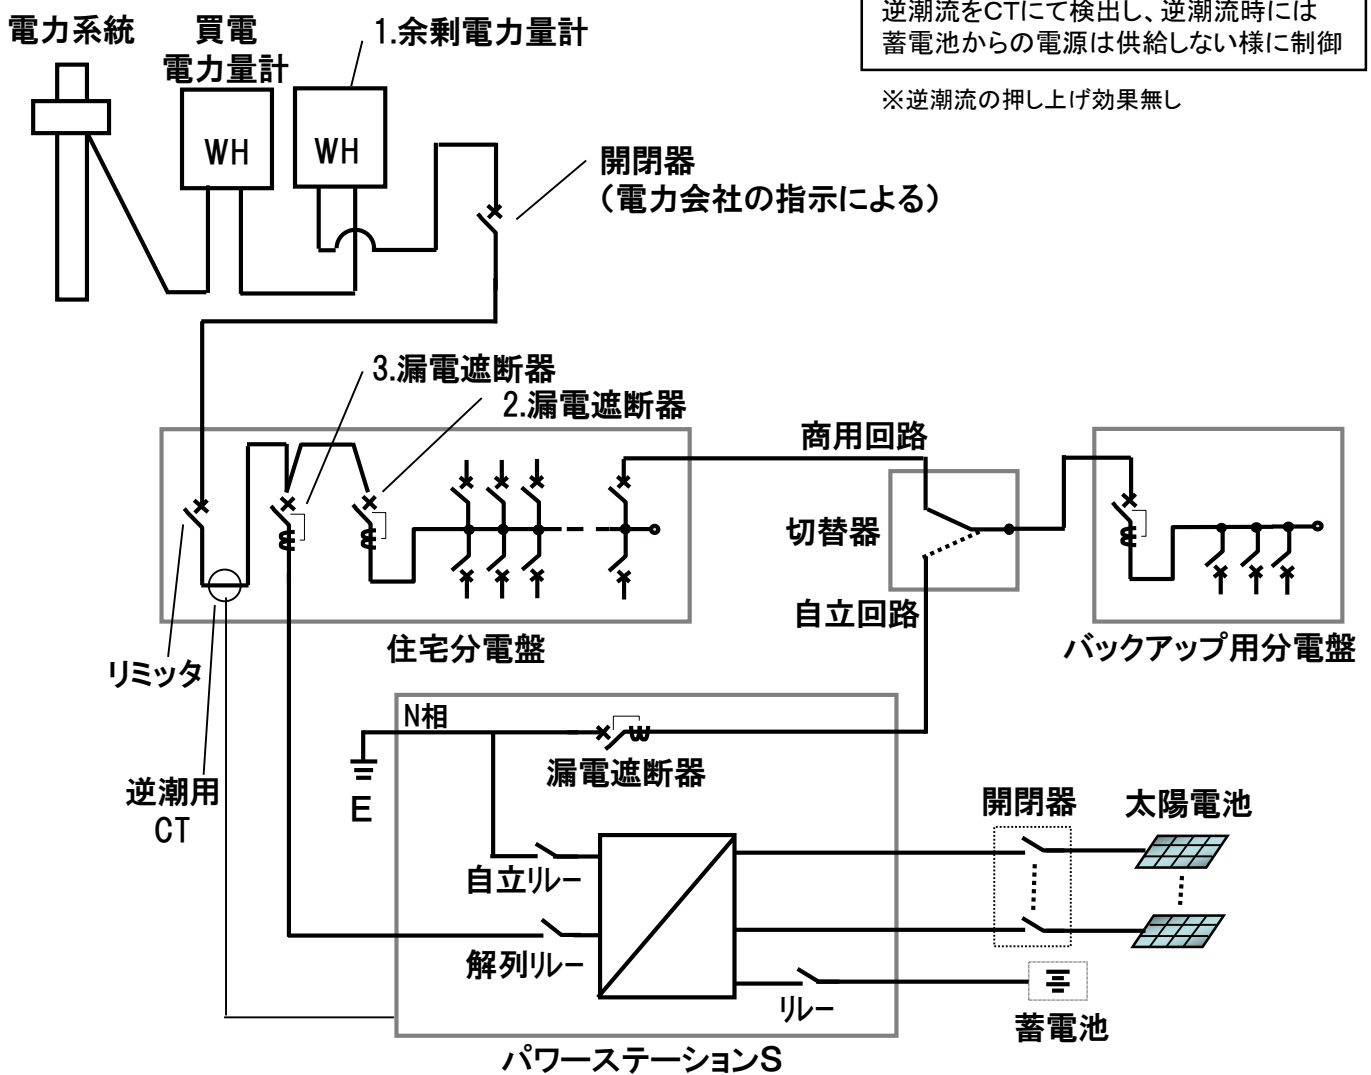 逆潮流をCTにて検出し、逆潮流時には
蓄電池からの電源は供給しない様に制御
※逆潮流の押し上げ効果無し
電力系統
買電
電力量計
1.余剰電力量計
WH
WH
開閉器
（電力会社の指示による）
3.漏電遮断器
2.漏電遮断器
商用回路
切替器
自立回路
住宅分電盤
バックアップ用分電盤
リミッタ
N相
漏電遮断器
E
逆潮用
CT
開閉器
太陽電池
自立リレー
解列リレー
リレー
蓄電池
パワーステーションS